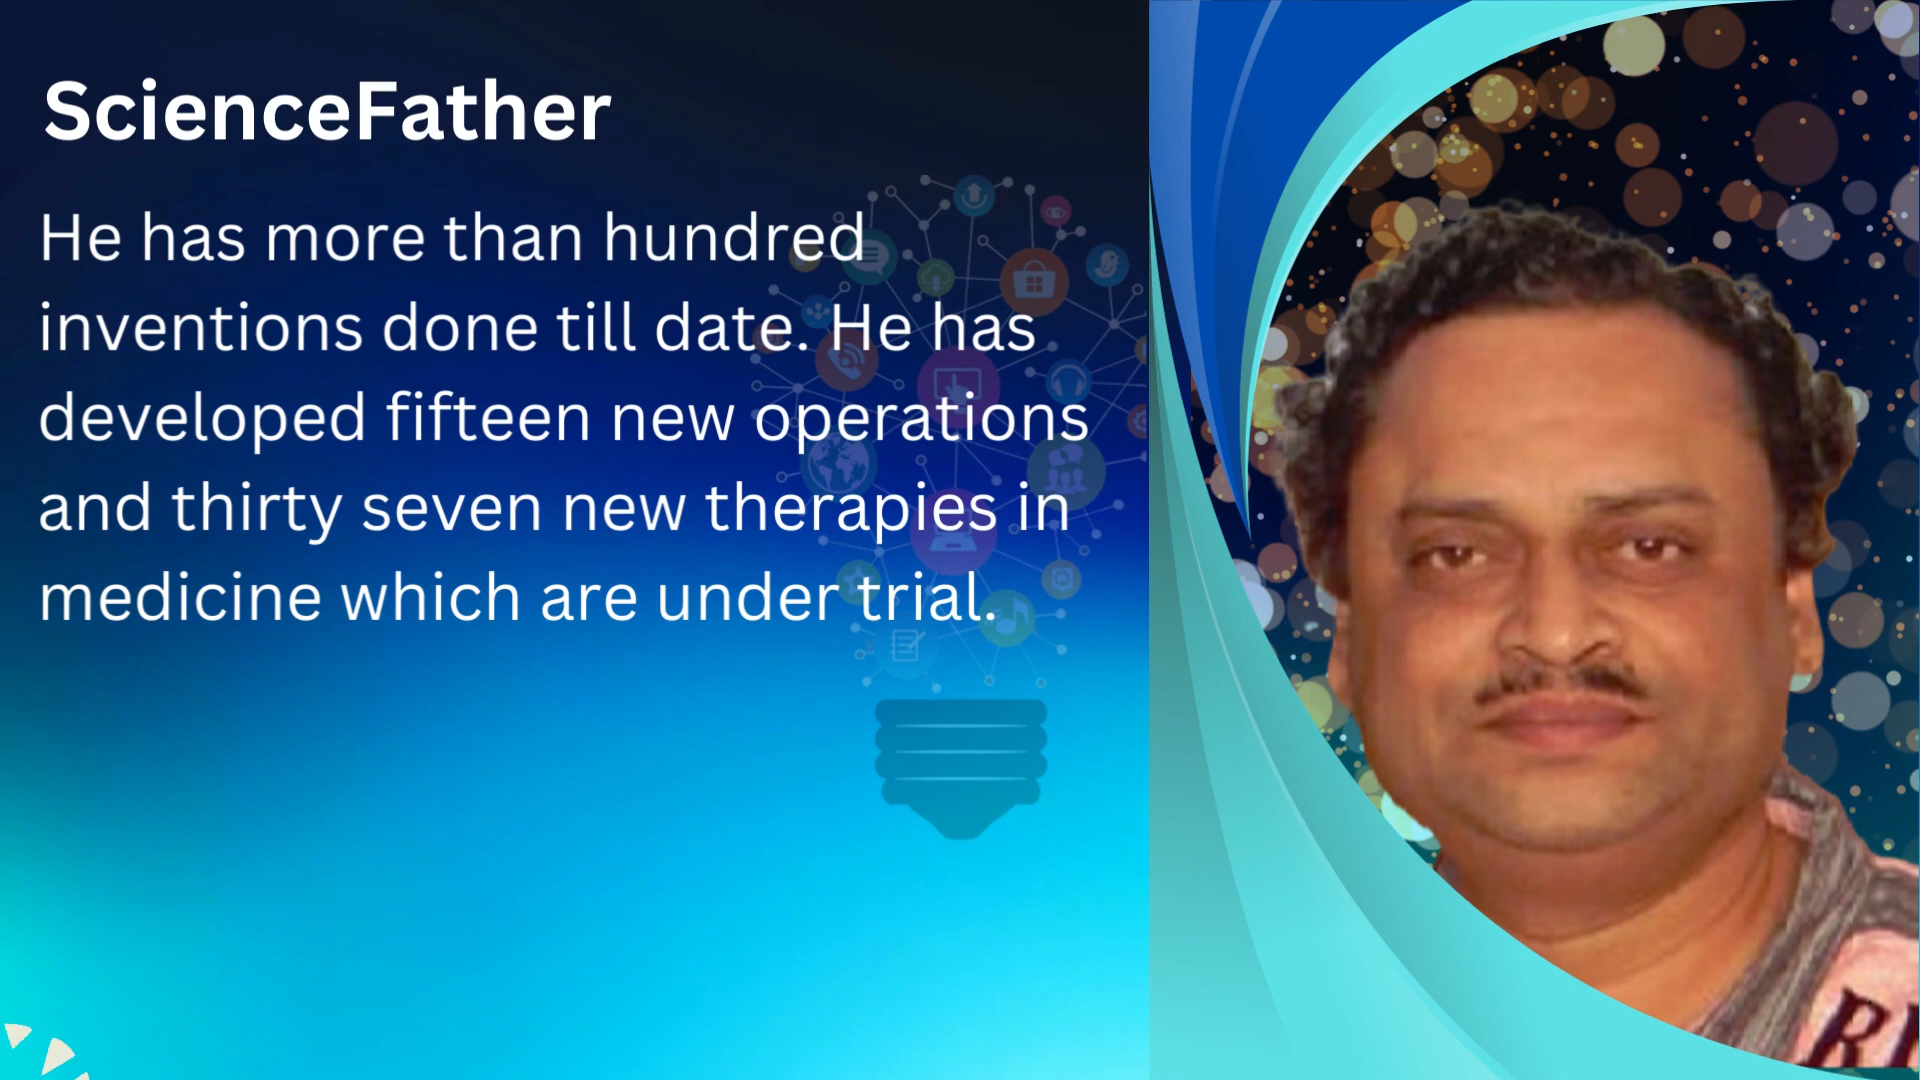 ScienceFather
He has more than hundred
inventions done till date. He has
developed fifteen new operations
and thirty seven new therapies in
medicine which are under trial.